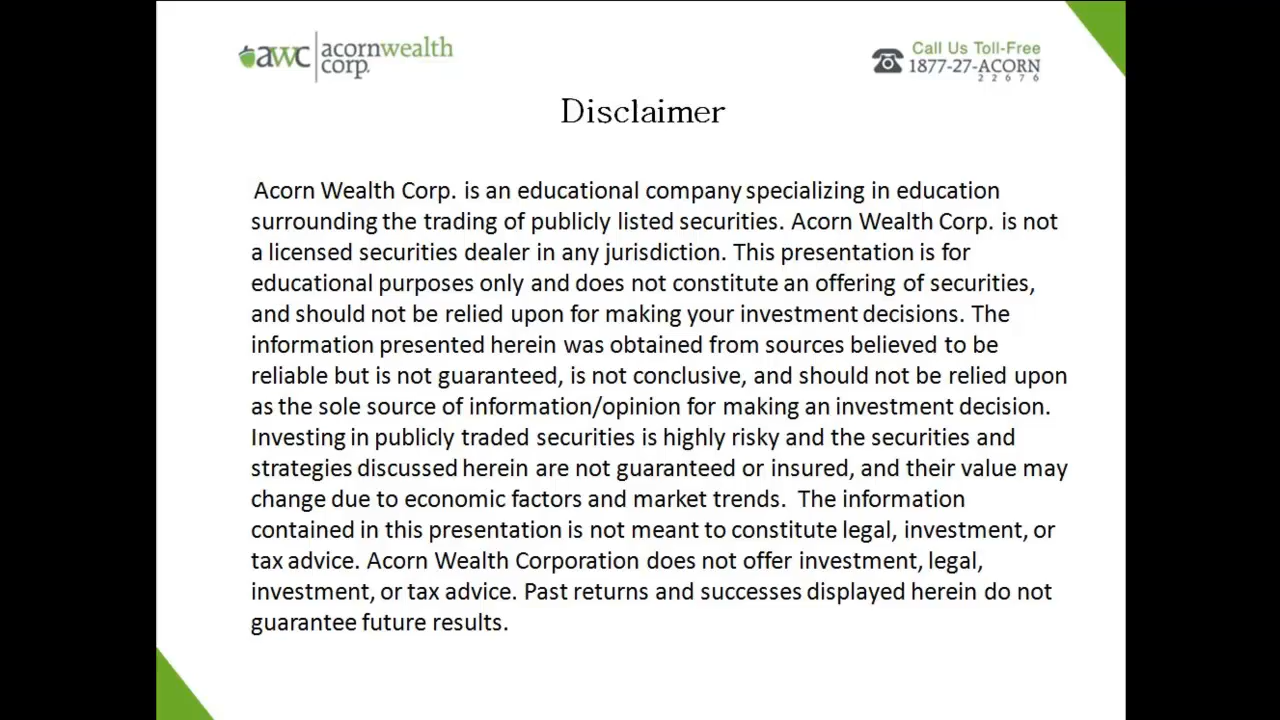 awc acornwealth
corp.
Call Us Toll-Free
1877-27-ACORN
22676
Disclaimer
Acorn Wealth Corp. is an educational company specializing in education
surrounding the trading of publicly listed securities. Acorn Wealth Corp. is not
a licensed securities dealer in any jurisdiction. This presentation is for
educational purposes only and does not constitute an offering of securities,
and should not be relied upon for making your investment decisions. The
information presented herein was obtained from sources believed to be
reliable but is not guaranteed, is not conclusive, and should not be relied upon
as the sole source of information/opinion for making an investment decision.
Investing in publicly traded securities is highly risky and the securities and
strategies discussed herein are not guaranteed or insured, and their value may
change due to economic factors and market trends.  The information
contained in this presentation is not meant to constitute legal, investment, or
tax advice. Acorn Wealth Corporation does not offer investment, legal,
investment, or tax advice. Past returns and successes displayed herein do not
guarantee future results.